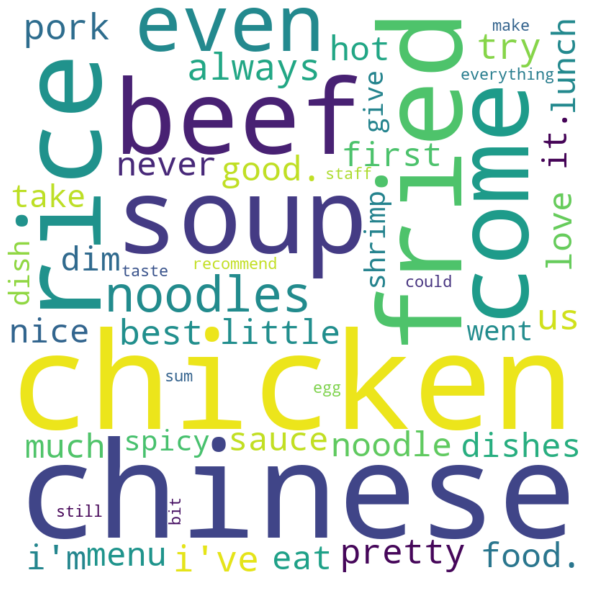 pork
even
hot
fried
make
try
everything
lunch
rice
beef
always
give
come
it.
never
good.
first
staff
take
soup
shrimp
love
dish
dim
taste
recommend
could
noodles
us
nice
best
little
went
chicken
sum
egg
much
spicy
sauce
noodle
dishes
chinese
still
bit
i'm
menu
i've
eat
pretty
food.